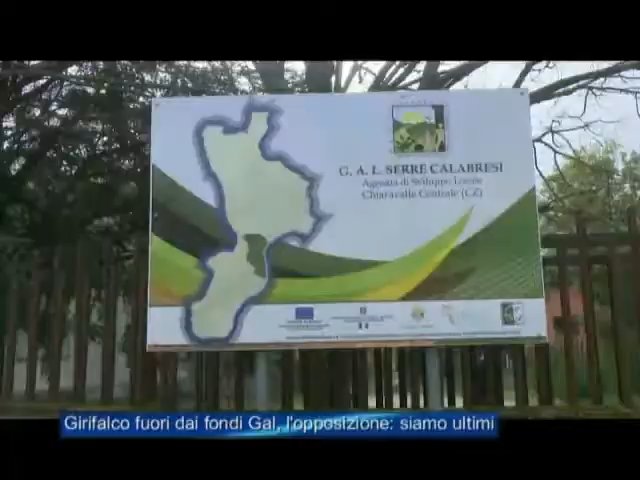 G. A. L. SERRE CALABRESI
Agenzia di Sviluppo Locale
Chiaravalle Centrale (CZ)
Girifalco fuori dai fondi Gal, l'opposizione: siamo ultimi